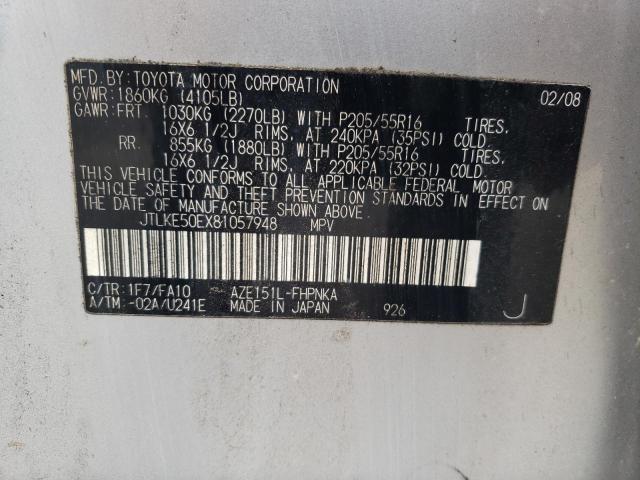 MFD.BY:TOYOTA MOTOR CORPORATION 02/08
GVWR:1860KG (4105LB)
GAWR:FRT. 1030KG (2270LB) WITH P205/55R16 TIRES,
16X6 1/2J RIMS, AT 240KPA (35PSI) COLD.
RR. 855KG (1880LB) WITH P205/55R16 TIRES,
16X6 1/2J RIMS, AT 220KPA (32PSI) COLD.
THIS VEHICLE CONFORMS TO ALL APPLICABLE FEDERAL MOTOR
VEHICLE SAFETY AND THEFT PREVENTION STANDARDS IN EFFECT ON
THE DATE OF MANUFACTURE SHOWN ABOVE.
JTLKE50EX81057948 MPV
C/TR:1F7/FA10 AZE151L-FHPNKA
A/TM:-02A/U241E MADE IN JAPAN 926 J